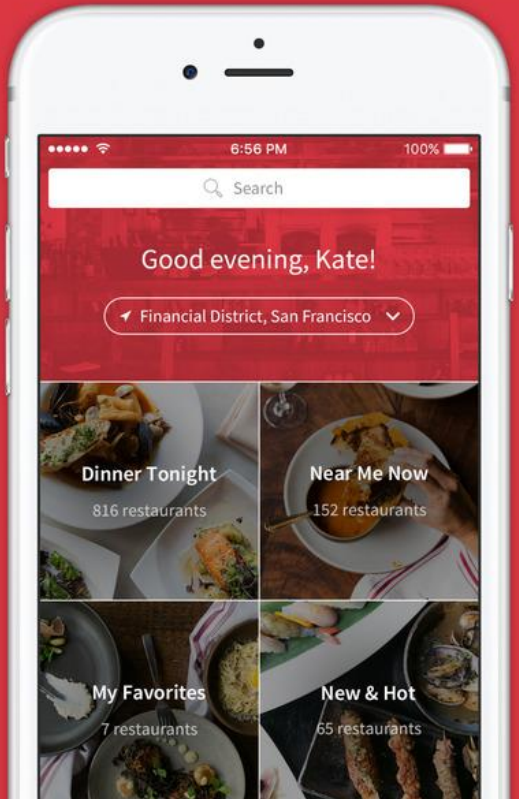 6:56 PM
100%
Search
Good evening, Kate!
Financial District, San Francisco
Dinner Tonight
816 restaurants
Near Me Now
152 restaurants
My Favorites
7 restaurants
New & Hot
65 restaurants